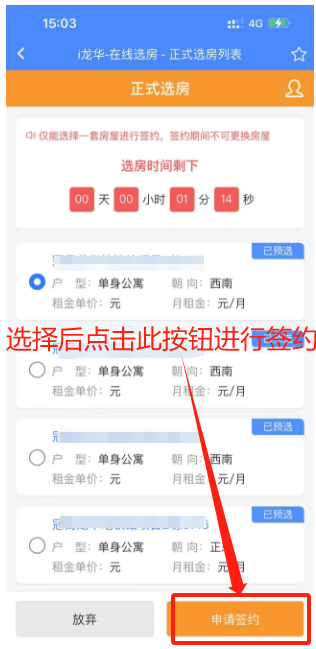 15:03
4G
i龙华-在线选房 - 正式选房列表
正式选房
仅能选择一套房屋进行签约，签约期间不可更换房屋
选房时间剩下
00 天 00 小时 01 分 14 秒
已预选
户 型：单身公寓 朝 向：西南
租金单价：元 月租金：元/月
选择后点击此按钮进行签约
户 型：单身公寓 朝 向：西南
租金单价：元 月租金：元/月
已预选
户 型：单身公寓 朝 向：西南
租金单价：元 月租金：元/月
已预选
户 型：单身公寓 朝 向：正
租金单价：元 月租金：元/月
放弃 申请签约